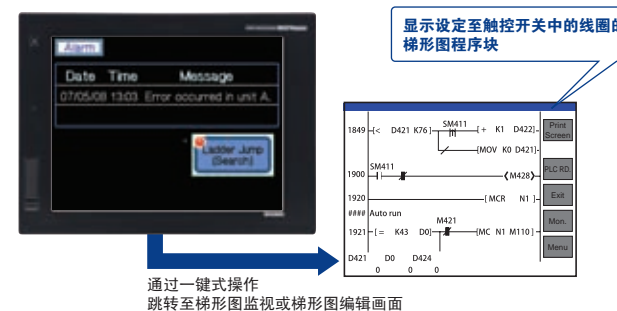 Alarm
Date Time Message
07/05/08 13:03 Error occurred in unit A.
Ladder Jump
(Search)
显示设定至触控开关中的线圈的
梯形图程序块
1849 [< D421 K76] SM411 [+ K1 D422]
[MOV K0 D421]
Print
Screen
SM411
1900 (M428)
PLC RD.
1920 [MCR N1 ]
Exit
#### Auto run
M421
1921 [= K43 D0] [MC N1 M110]
Mon.
Menu
D421 D0 D424
0 0 0
通过一键式操作
跳转至梯形图监视或梯形图编辑画面